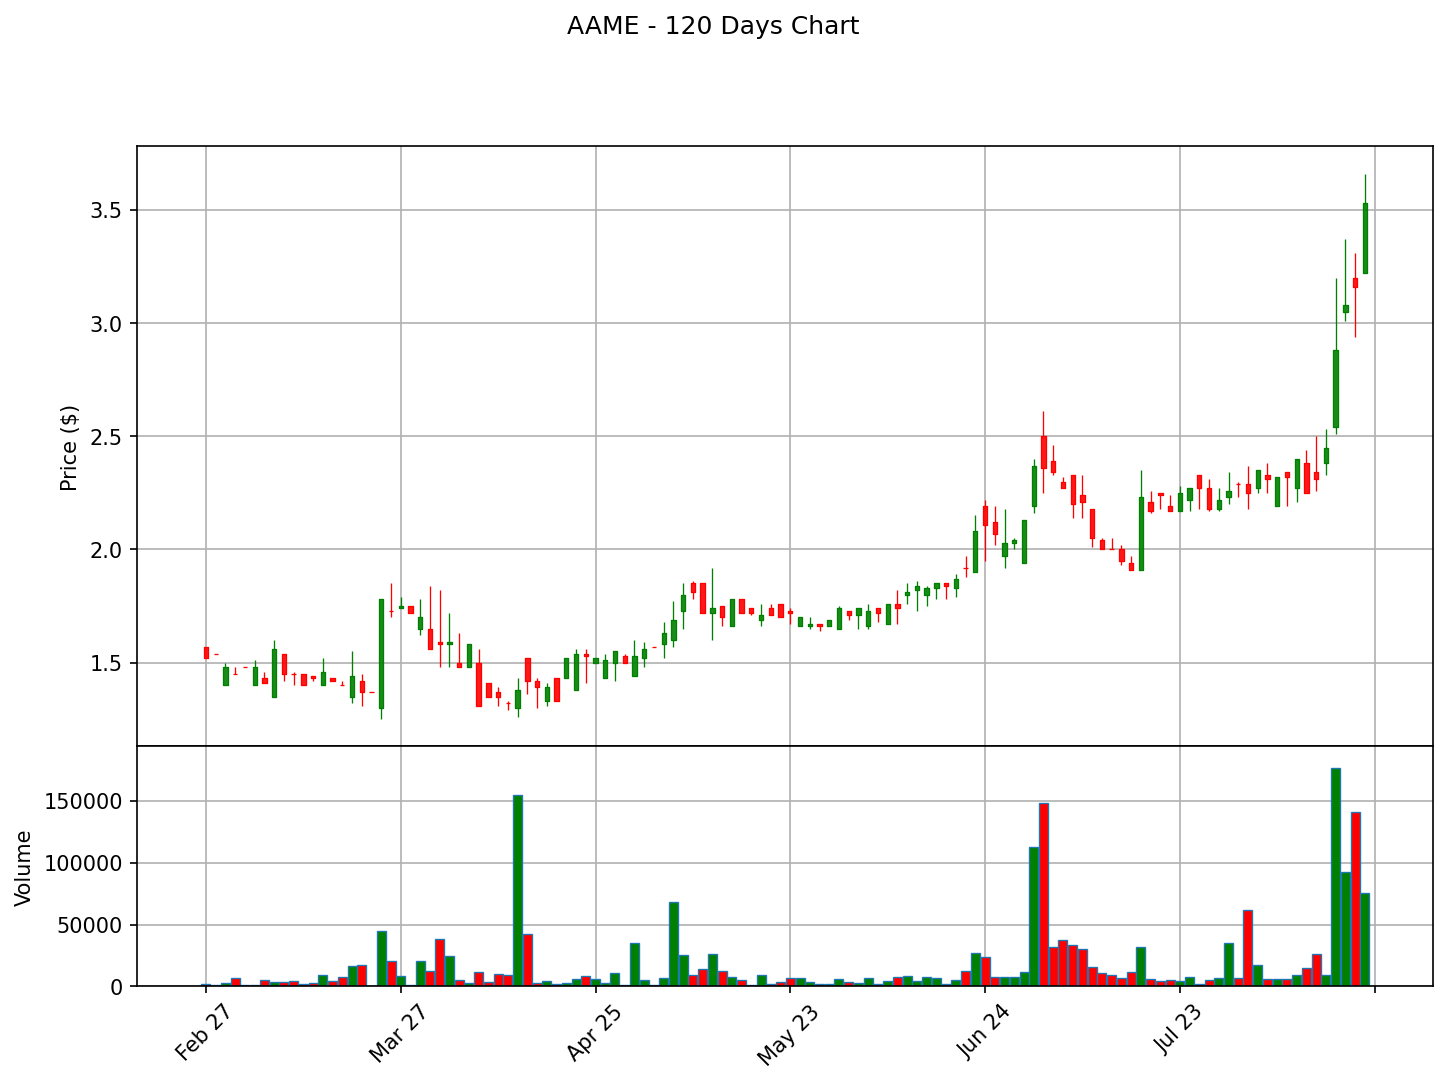 AAME - 120 Days Chart
Price ($)
3.5
3.0
2.5
2.0
1.5
Volume
150000
100000
50000
0
Feb 27
Mar 27
Apr 25
May 23
Jun 24
Jul 23